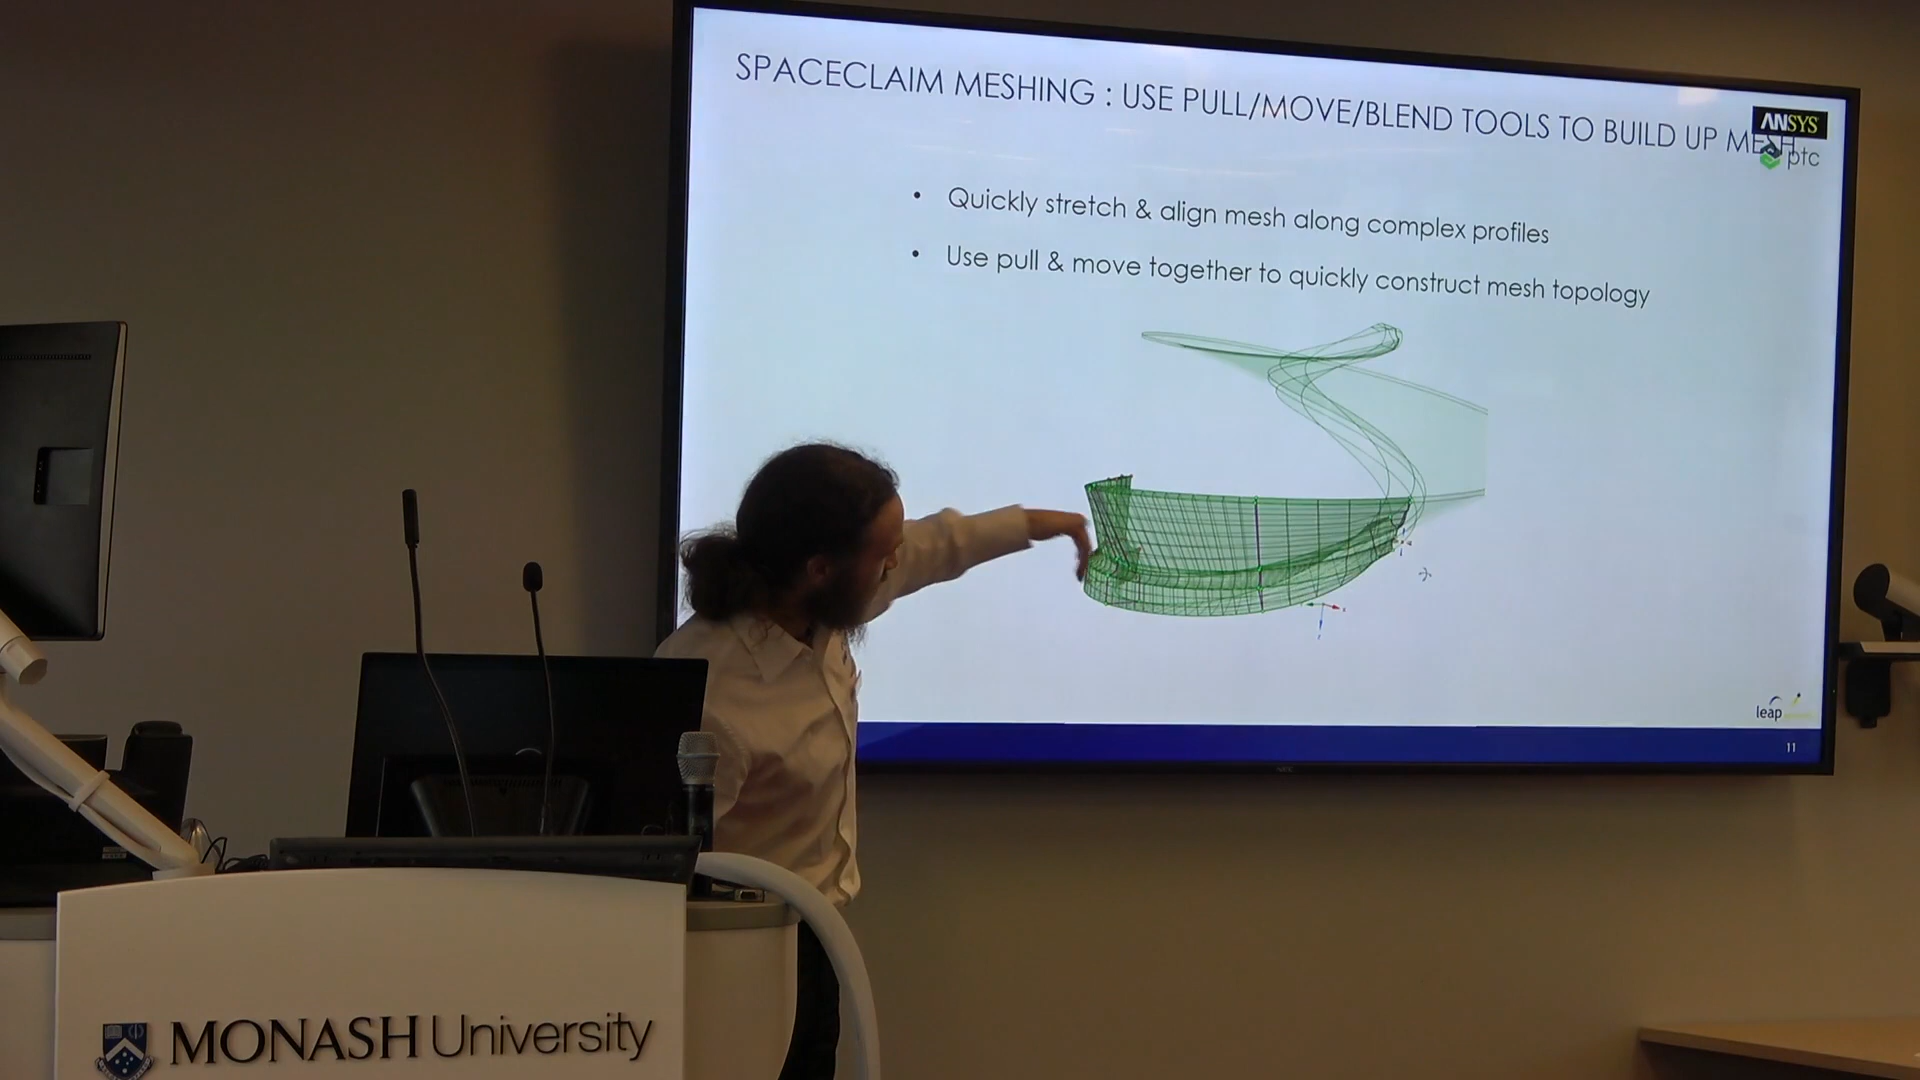 SPACECLAIM MESHING : USE PULL/MOVE/BLEND TOOLS TO BUILD UP MESH
ANSYS
ptc
• Quickly stretch & align mesh along complex profiles
• Use pull & move together to quickly construct mesh topology
leap
11
MONASH University